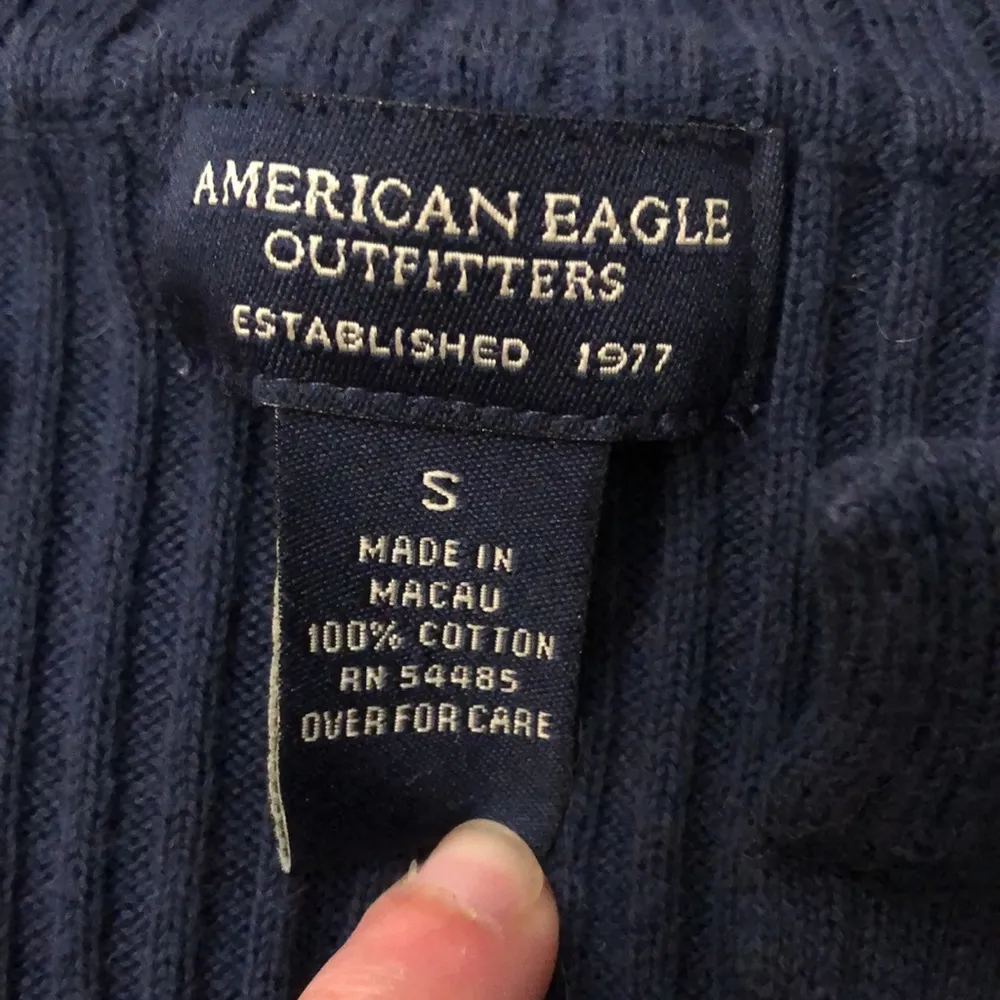 AMERICAN EAGLE
OUTFITTERS
ESTABLISHED 1977
S
MADE IN
MACAU
100% COTTON
RN 54485
OVER FOR CARE